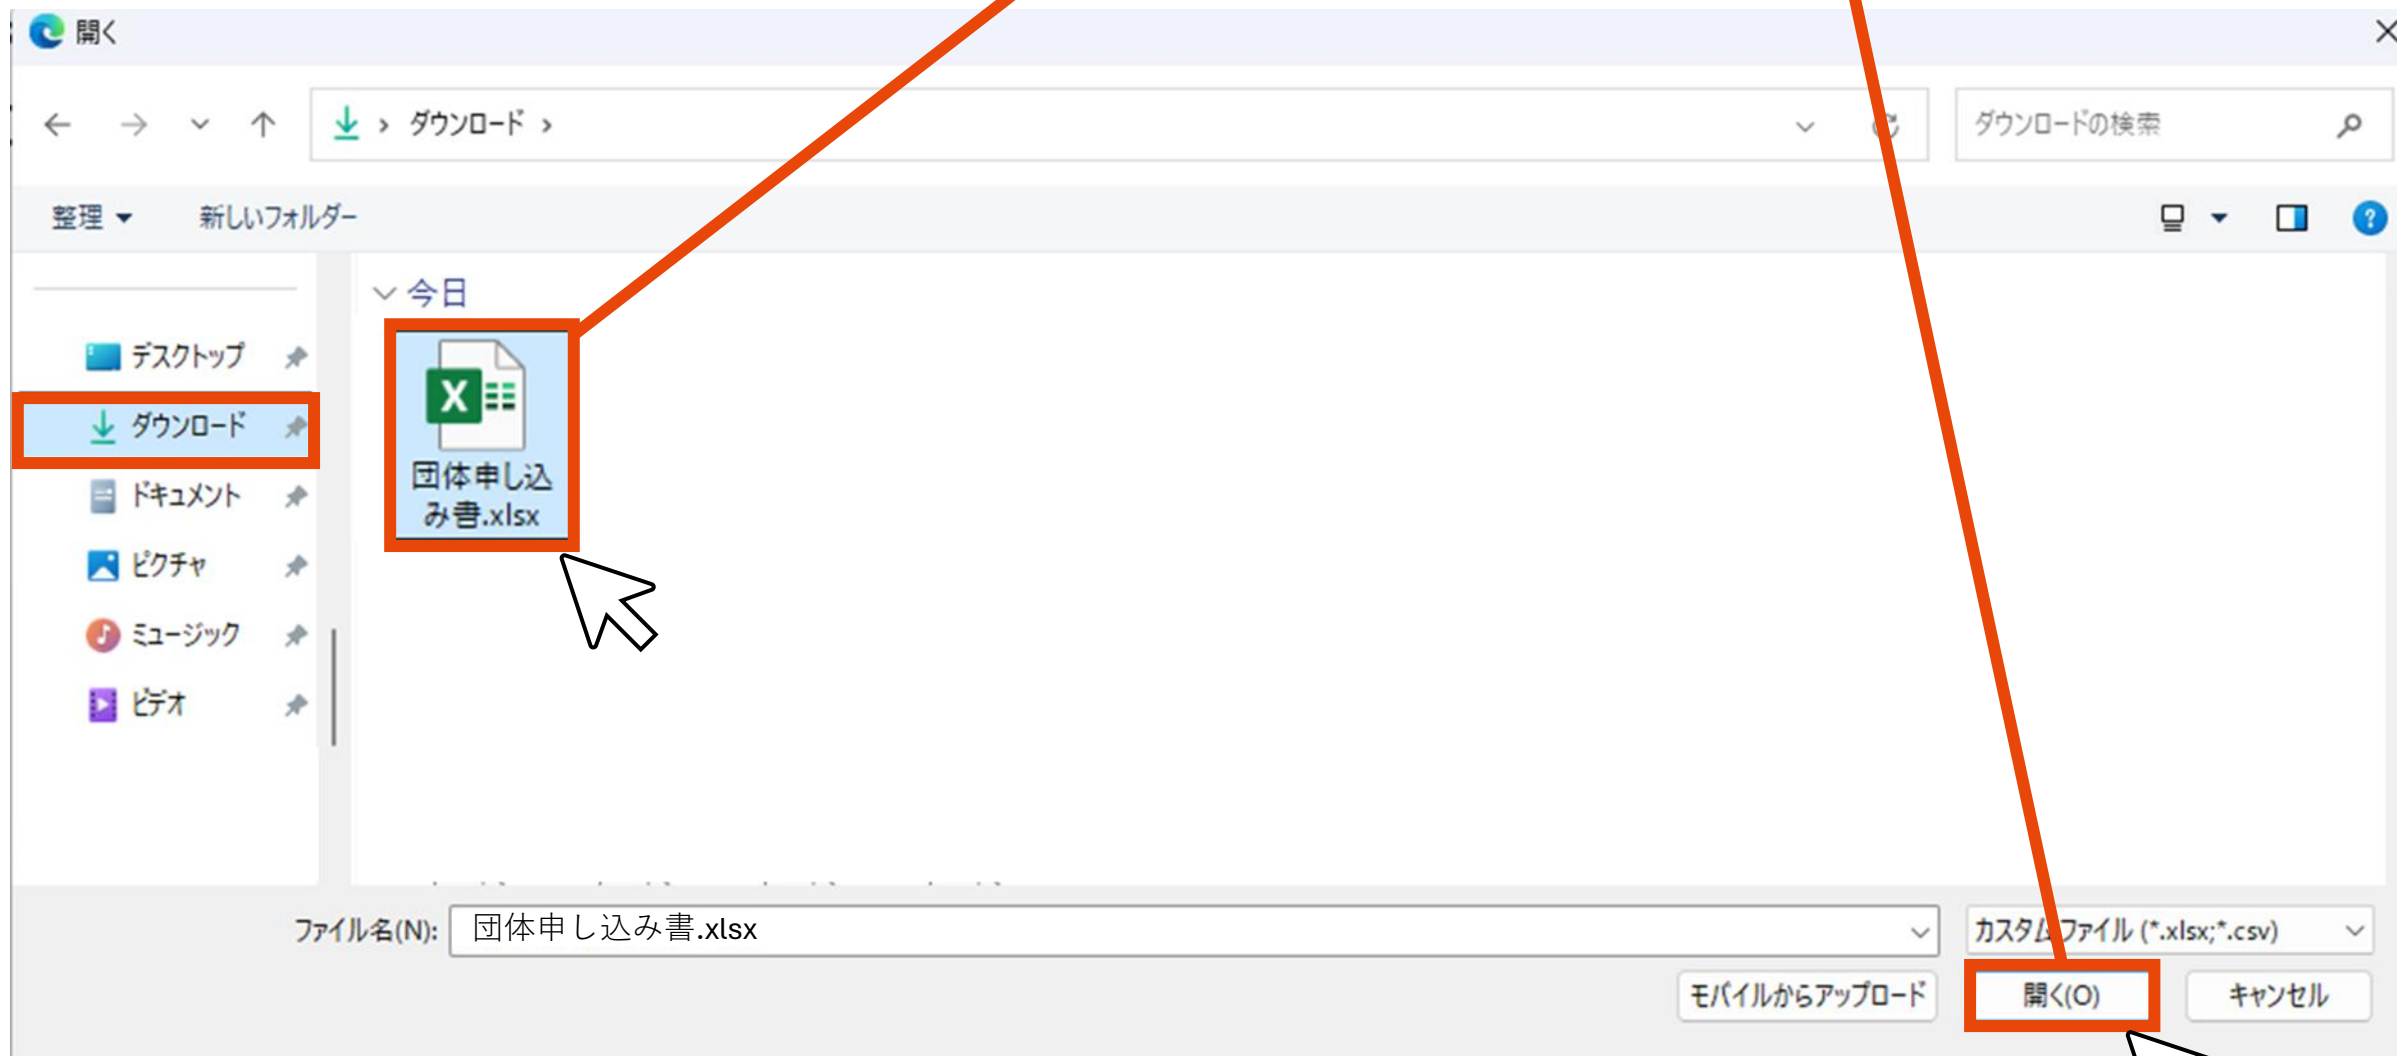 開く
ダウンロード
ダウンロードの検索
整理
新しいフォルダー
今日
デスクトップ
ダウンロード
ドキュメント
ピクチャ
ミュージック
ビデオ
団体申し込
み書.xlsx
ファイル名(N):
団体申し込み書.xlsx
カスタム ファイル (*.xlsx;*.csv)
モバイルからアップロード
開く(O)
キャンセル